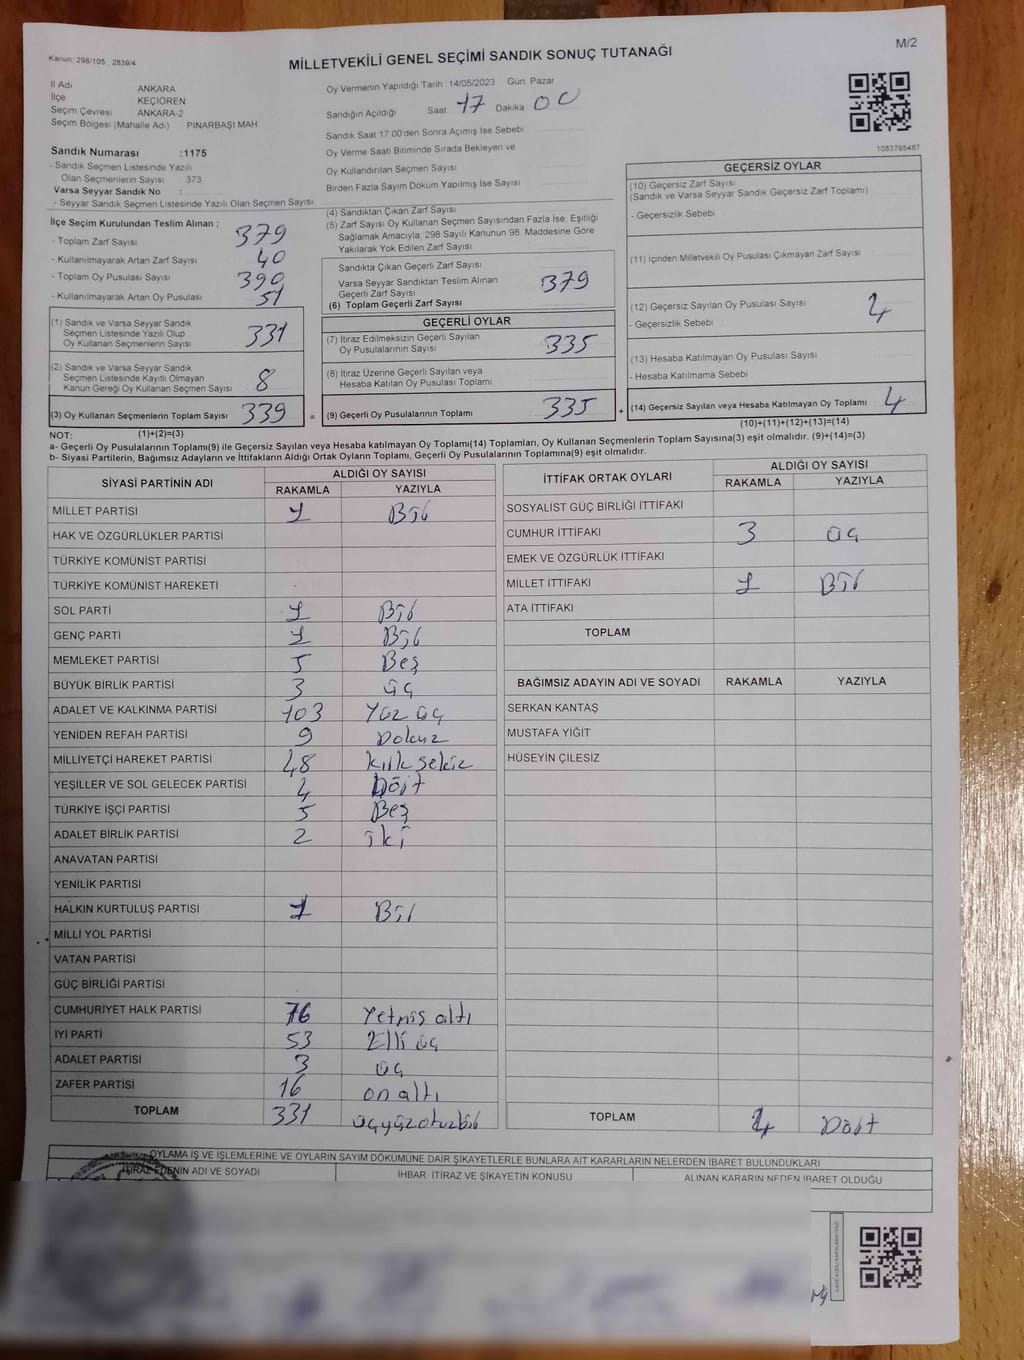 Kanun: 298/105 , 2839/4
MİLLETVEKİLİ GENEL SEÇİMİ SANDIK SONUÇ TUTANAĞI
M/2
İl Adı ANKARA
İlçe KEÇİÖREN
Seçim Çevresi ANKARA-2
Seçim Bölgesi (Mahalle Adı) PINARBAŞI MAH
Oy Vermenin Yapıldığı Tarih :14/05/2023 Gün: Pazar
Sandığın Açıldığı Saat: 17 Dakika 00
Sandık Saat 17:00'den Sonra Açımış İse Sebebi
Oy Verme Saati Bitiminde Sırada Bekleyen ve
Oy Kullandırılan Seçmen Sayısı
Birden Fazla Sayım Döküm Yapılmış İse Sayısı
1083795487
Sandık Numarası :1175
- Sandık Seçmen Listesinde Yazılı
Olan Seçmenlerin Sayısı 373
Varsa Seyyar Sandık No :
- Seyyar Sandık Seçmen Listesinde Yazılı Olan Seçmen Sayısı
İlçe Seçim Kurulundan Teslim Alınan ;
- Toplam Zarf Sayısı 379
- Kullanılmayarak Artan Zarf Sayısı 40
- Toplam Oy Pusulası Sayısı 390
- Kullanılmayarak Artan Oy Pusulası 51
(1) Sandık ve Varsa Seyyar Sandık
Seçmen Listesinde Yazılı Olup
Oy Kullanan Seçmenlerin Sayısı 331
(2) Sandık ve Varsa Seyyar Sandık
Seçmen Listesinde Kayıtlı Olmayan
Kanun Gereği Oy Kullanan Seçmen Sayısı 8
(3) Oy Kullanan Seçmenlerin Toplam Sayısı 339 =
(1)+(2)=(3)
(4) Sandıktan Çıkan Zarf Sayısı
(5) Zarf Sayısı Oy Kullanan Seçmen Sayısından Fazla İse, Eşitliği
Sağlamak Amacıyla; 298 Sayılı Kanunun 98. Maddesine Göre
Yakılarak Yok Edilen Zarf Sayısı
Sandıkta Çıkan Geçerli Zarf Sayısı
Varsa Seyyar Sandıktan Teslim Alınan
Geçerli Zarf Sayısı 379
(6) Toplam Geçerli Zarf Sayısı
GEÇERLİ OYLAR
(7) İtiraz Edilmeksizin Geçerli Sayılan
Oy Pusulalarının Sayısı 335
(8) İtiraz Üzerine Geçerli Sayılan veya
Hesaba Katılan Oy Pusulası Toplamı
(9) Geçerli Oy Pusulalarının Toplamı 335 +
GEÇERSİZ OYLAR
(10) Geçersiz Zarf Sayısı
(Sandık ve Varsa Seyyar Sandık Geçersiz Zarf Toplamı)
- Geçersizlik Sebebi
(11) İçinden Milletvekili Oy Pusulası Çıkmayan Zarf Sayısı
(12) Geçersiz Sayılan Oy Pusulası Sayısı 4
- Geçersizlik Sebebi
(13) Hesaba Katılmayan Oy Pusulası Sayısı
- Hesaba Katılmama Sebebi
(14) Geçersiz Sayılan veya Hesaba Katılmayan Oy Toplamı 4
(10)+(11)+(12)+(13)=(14)
NOT:
a- Geçerli Oy Pusulalarının Toplamı(9) ile Geçersiz Sayılan veya Hesaba katılmayan Oy Toplamı(14) Toplamları, Oy Kullanan Seçmenlerin Toplam Sayısına(3) eşit olmalıdır. (9)+(14)=(3)
b- Siyasi Partilerin, Bağımsız Adayların ve İttifakların Aldığı Ortak Oyların Toplamı, Geçerli Oy Pusulalarının Toplamına(9) eşit olmalıdır.
SİYASİ PARTİNİN ADI ALDIĞI OY SAYISI
RAKAMLA YAZIYLA
MİLLET PARTİSİ 1 Bir
HAK VE ÖZGÜRLÜKLER PARTİSİ
TÜRKİYE KOMÜNİST PARTİSİ
TÜRKİYE KOMÜNİST HAREKETİ
SOL PARTİ 1 Bir
GENÇ PARTİ 1 Bir
MEMLEKET PARTİSİ 5 Beş
BÜYÜK BİRLİK PARTİSİ 3 üç
ADALET VE KALKINMA PARTİSİ 103 Yüz üç
YENİDEN REFAH PARTİSİ 9 Dokuz
MİLLİYETÇİ HAREKET PARTİSİ 48 kırk sekiz
YEŞİLLER VE SOL GELECEK PARTİSİ 4 Dört
TÜRKİYE İŞÇİ PARTİSİ 5 Beş
ADALET BİRLİK PARTİSİ 2 iki
ANAVATAN PARTİSİ
YENİLİK PARTİSİ
HALKIN KURTULUŞ PARTİSİ 1 Bir
MİLLİ YOL PARTİSİ
VATAN PARTİSİ
GÜÇ BİRLİĞİ PARTİSİ
CUMHURİYET HALK PARTİSİ 76 Yetmiş altı
İYİ PARTİ 53 Elli üç
ADALET PARTİSİ 3 üç
ZAFER PARTİSİ 16 on altı
TOPLAM 331 üçyüzotuzbir
İTTİFAK ORTAK OYLARI ALDIĞI OY SAYISI
RAKAMLA YAZIYLA
SOSYALİST GÜÇ BİRLİĞİ İTTİFAKI
CUMHUR İTTİFAKI 3 üç
EMEK VE ÖZGÜRLÜK İTTİFAKI
MİLLET İTTİFAKI 1 Bir
ATA İTTİFAKI
TOPLAM
BAĞIMSIZ ADAYIN ADI VE SOYADI RAKAMLA YAZIYLA
SERKAN KANTAŞ
MUSTAFA YİĞİT
HÜSEYİN ÇİLESİZ
TOPLAM 4 Dört
OYLAMA İŞ VE İŞLEMLERİNE VE OYLARIN SAYIM DÖKÜMÜNE DAİR ŞİKAYETLERLE BUNLARA AİT KARARLARIN NELERDEN İBARET BULUNDUKLARI
İTİRAZ EDENİN ADI VE SOYADI İHBAR, İTİRAZ VE ŞİKAYETİN KONUSU ALINAN KARARIN NEDEN İBARET OLDUĞU